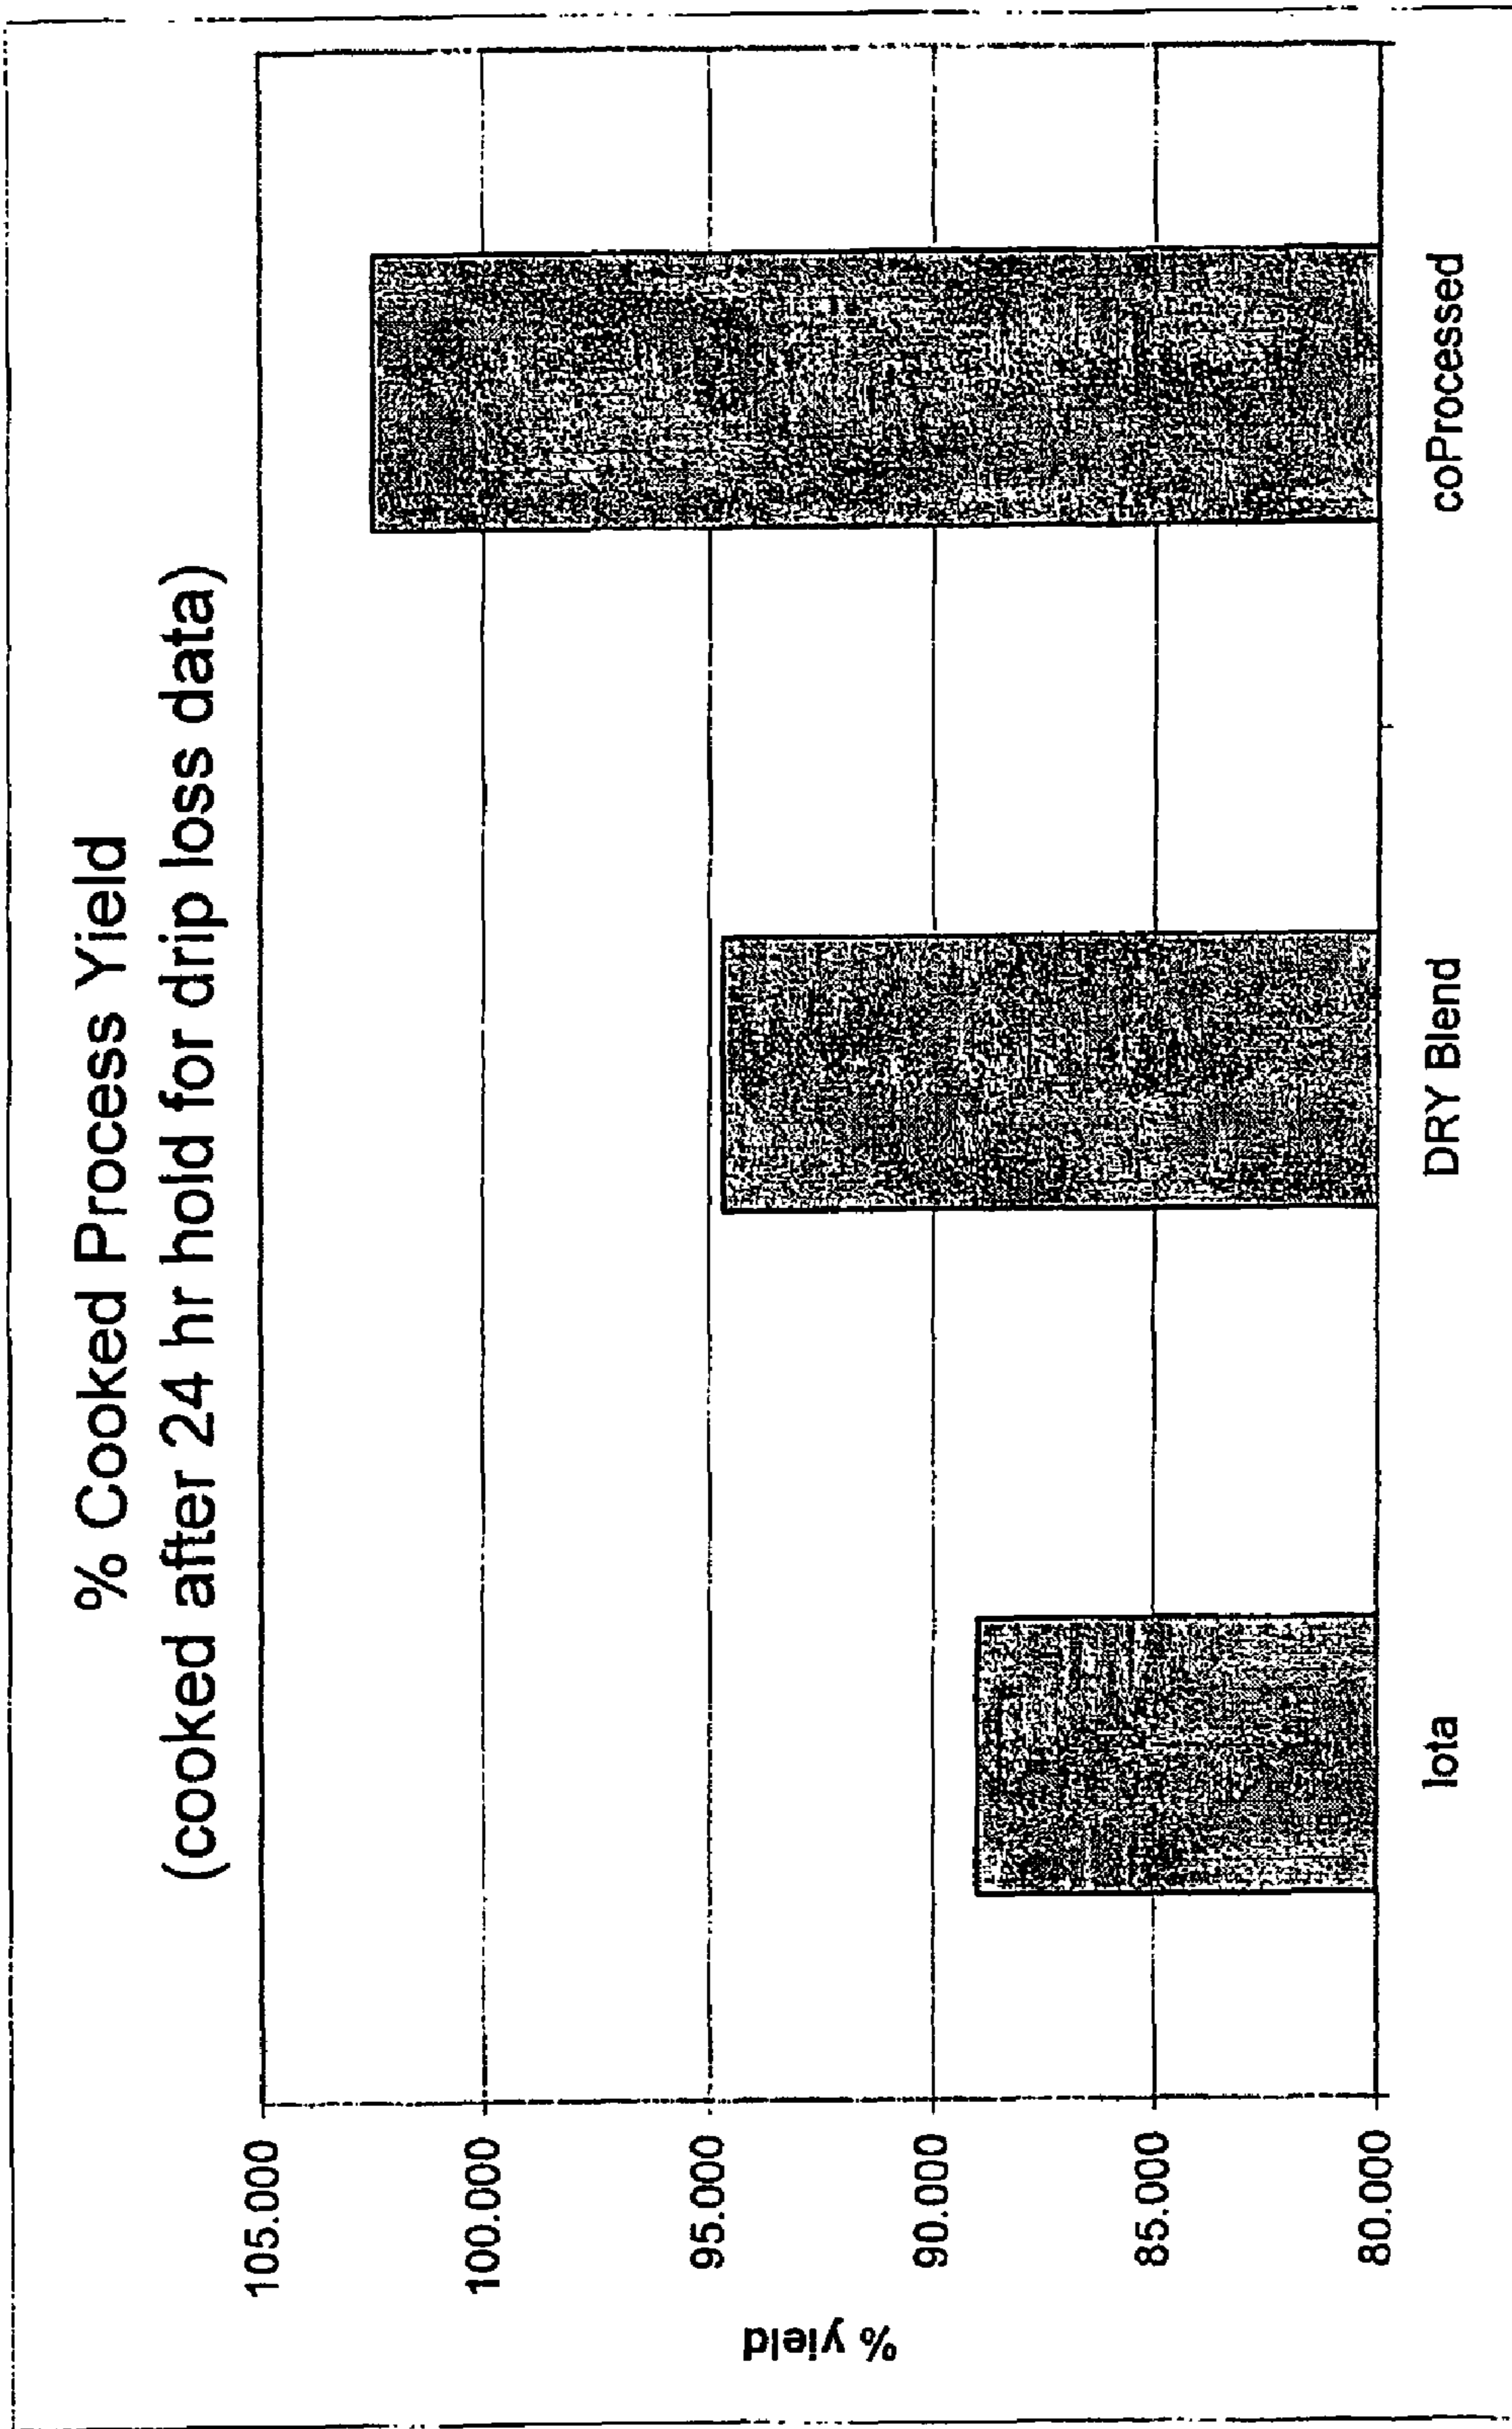 % Cooked Process Yield
(cooked after 24 hr hold for drip loss data)
105.000
100.000
95.000
90.000
85.000
80.000
% yield
Iota
DRY Blend
coProcessed